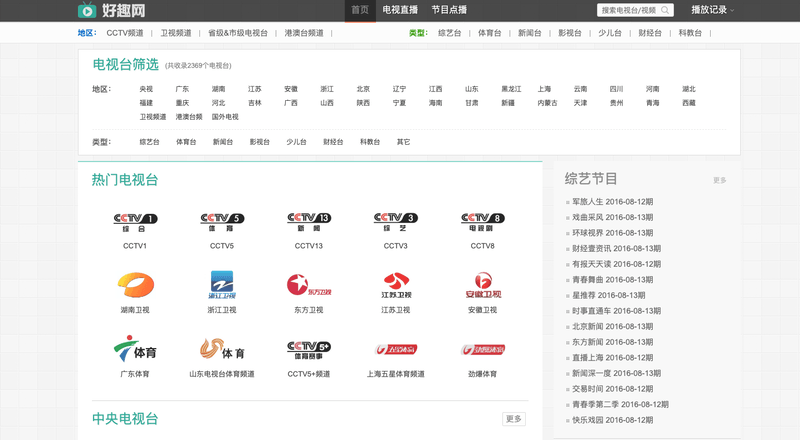 好趣网 首页 电视直播 节目点播 搜索电视台/视频 播放记录
地区: CCTV频道 | 卫视频道 | 省级&市级电视台 | 港澳台频道 | 类型: 综艺台 | 体育台 | 新闻台 | 影视台 | 少儿台 | 财经台 | 科教台 |
电视台筛选 (共收录2369个电视台)
地区: 央视 广东 湖南 江苏 安徽 浙江 北京 辽宁 江西 山东 黑龙江 上海 云南 四川 河南 湖北
福建 重庆 河北 吉林 广西 山西 陕西 宁夏 海南 甘肃 新疆 内蒙古 天津 贵州 青海 西藏
卫视频道 港澳台频 国外电视
类型: 综艺台 体育台 新闻台 影视台 少儿台 财经台 科教台 其它
热门电视台
CCTV 1 综合 CCTV 5 体育 CCTV 13 新闻 CCTV 3 综艺 CCTV 8 电视剧
CCTV1 CCTV5 CCTV13 CCTV3 CCTV8
浙江卫视 东方卫视 江苏卫视 安徽卫视
湖南卫视 浙江卫视 东方卫视 江苏卫视 安徽卫视
体育 体育 CCTV 5+ 体育赛事
广东体育 山东电视台体育频道 CCTV5+频道 上海五星体育频道 劲爆体育
中央电视台 更多
综艺节目 更多
军旅人生 2016-08-12期
戏曲采风 2016-08-13期
环球视界 2016-08-13期
财经壹资讯 2016-08-13期
有报天天读 2016-08-12期
青春舞曲 2016-08-13期
星推荐 2016-08-13期
时事直通车 2016-08-13期
北京新闻 2016-08-13期
东方新闻 2016-08-13期
直播上海 2016-08-12期
新闻深一度 2016-08-13期
交易时间 2016-08-12期
青春季第二季 2016-08-12期
快乐戏园 2016-08-12期